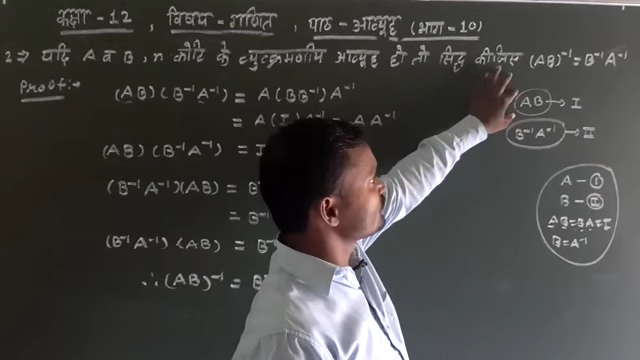 कक्षा - 12 , विषय - गणित , पाठ - आव्यूह (भाग - 10)
2 ⇒ यदि A व B, n कोटि के व्युत्क्रमणीय आव्यूह हो तो सिद्ध कीजिए (AB)⁻¹ = B⁻¹A⁻¹
Proof :-
(AB) (B⁻¹A⁻¹) = A(BB⁻¹)A⁻¹
= A(I) AA⁻¹
(AB) (B⁻¹A⁻¹) = I
(B⁻¹A⁻¹)(AB) = B⁻¹
= B⁻¹
(B⁻¹A⁻¹) (AB) =
∴ (AB)⁻¹ =
AB → I
B⁻¹A⁻¹ → II
A - I
B - II
AB = BA = I
B = A⁻¹